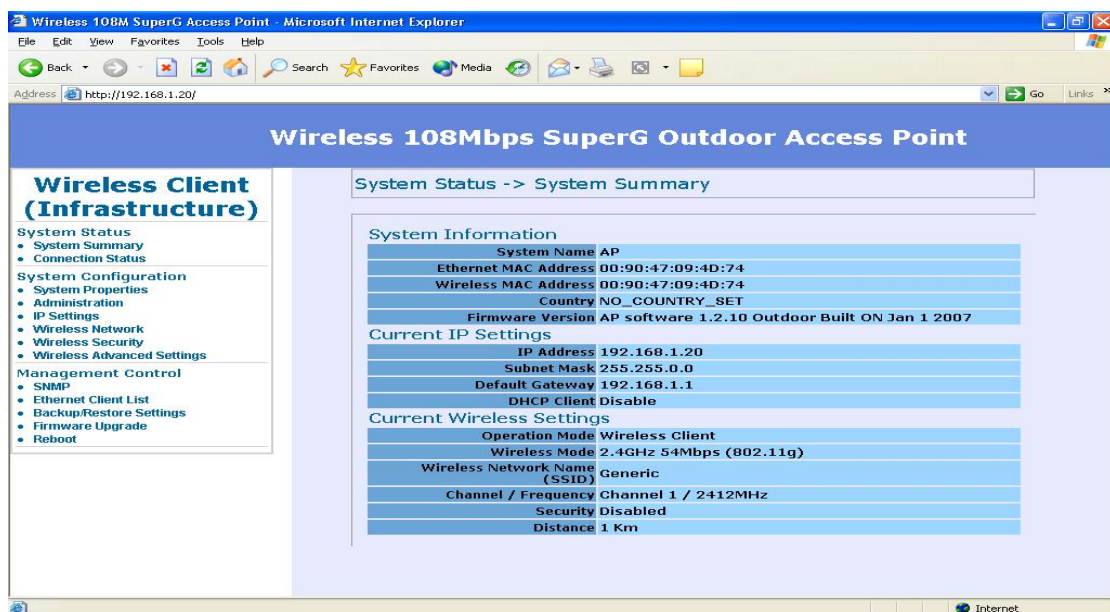 Wireless 108M SuperG Access Point - Microsoft Internet Explorer
File Edit View Favorites Tools Help
Back Search Favorites Media
Address http://192.168.1.20/ Go Links »
Wireless 108Mbps SuperG Outdoor Access Point
Wireless Client
(Infrastructure)
System Status
System Summary
Connection Status
System Configuration
System Properties
Administration
IP Settings
Wireless Network
Wireless Security
Wireless Advanced Settings
Management Control
SNMP
Ethernet Client List
Backup/Restore Settings
Firmware Upgrade
Reboot
System Status -> System Summary
System Information
System Name AP
Ethernet MAC Address 00:90:47:09:4D:74
Wireless MAC Address 00:90:47:09:4D:74
Country NO_COUNTRY_SET
Firmware Version AP software 1.2.10 Outdoor Built ON Jan 1 2007
Current IP Settings
IP Address 192.168.1.20
Subnet Mask 255.255.0.0
Default Gateway 192.168.1.1
DHCP Client Disable
Current Wireless Settings
Operation Mode Wireless Client
Wireless Mode 2.4GHz 54Mbps (802.11g)
Wireless Network Name
(SSID) Generic
Channel / Frequency Channel 1 / 2412MHz
Security Disabled
Distance 1 Km
Internet